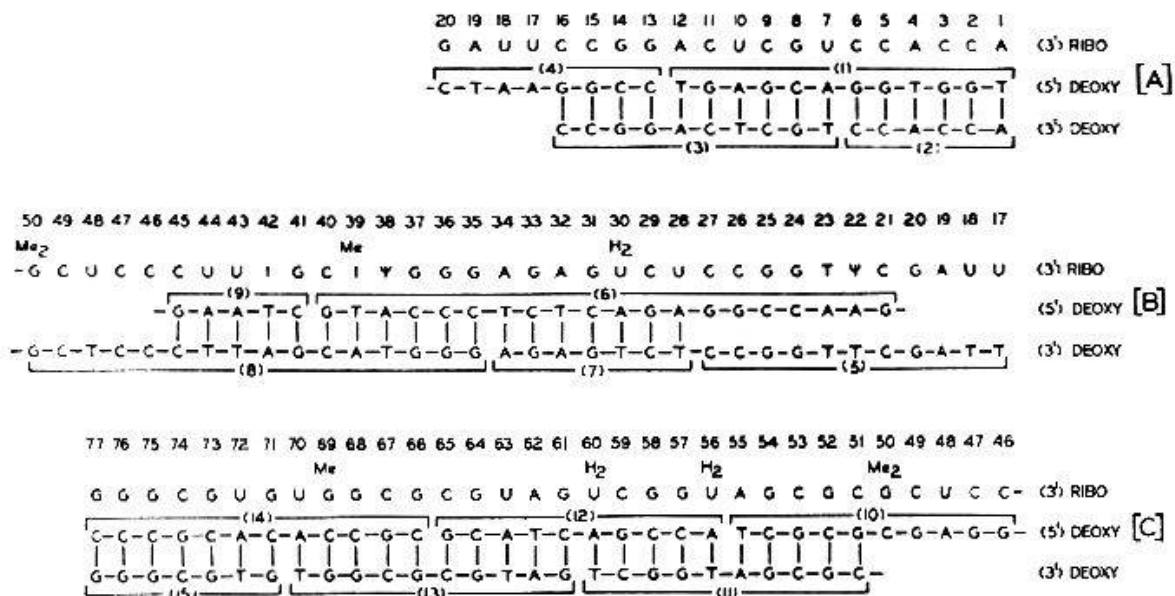 20 19 18 17 16 15 14 13 12 11 10 9 8 7 6 5 4 3 2 1
G A U U C C G G A C U C G U C C A C C A (3') RIBO
(4) (1)
-C-T-A-A-G-G-C-C-T-G-A-G-C-A-G-G-T-G-G-T (5') DEOXY [A]
C-C-G-G-A-C-T-C-G-T-C-C-A-C-C-A (3') DEOXY
(3) (2)
50 49 48 47 46 45 44 43 42 41 40 39 38 37 36 35 34 33 32 31 30 29 28 27 26 25 24 23 22 21 20 19 18 17
Me2 Me H2
-G C U C C C U U I G C I Ψ G G G A G A G U C U C C G G T Ψ C G A U U (3') RIBO
(9) (6)
-G-A-A-T-C-G-T-A-C-C-C-T-C-T-C-A-G-A-G-G-C-C-A-A-G- (5') DEOXY [B]
-G-C-T-C-C-C-T-T-A-G-C-A-T-G-G-G-A-G-A-G-T-C-T-C-C-G-G-T-T-C-G-A-T-T (3') DEOXY
(8) (7) (5)
77 76 75 74 73 72 71 70 69 68 67 66 65 64 63 62 61 60 59 58 57 56 55 54 53 52 51 50 49 48 47 46
Me H2 H2 Me2
G G G C G U G U G G C G C G U A G U C G G U A G C G C G C U C C- (3') RIBO
(14) (12) (10)
C-C-C-G-C-A-C-A-C-C-G-C G-C-A-T-C-A-G-C-C-A T-C-G-C-G-C-G-A-G-G- (5') DEOXY [C]
G-G-G-C-G-T-G-T-G-G-C-G-C-G-T-A-G-T-C-G-G-T-A-G-C-G-C- (3') DEOXY
(15) (13) (11)